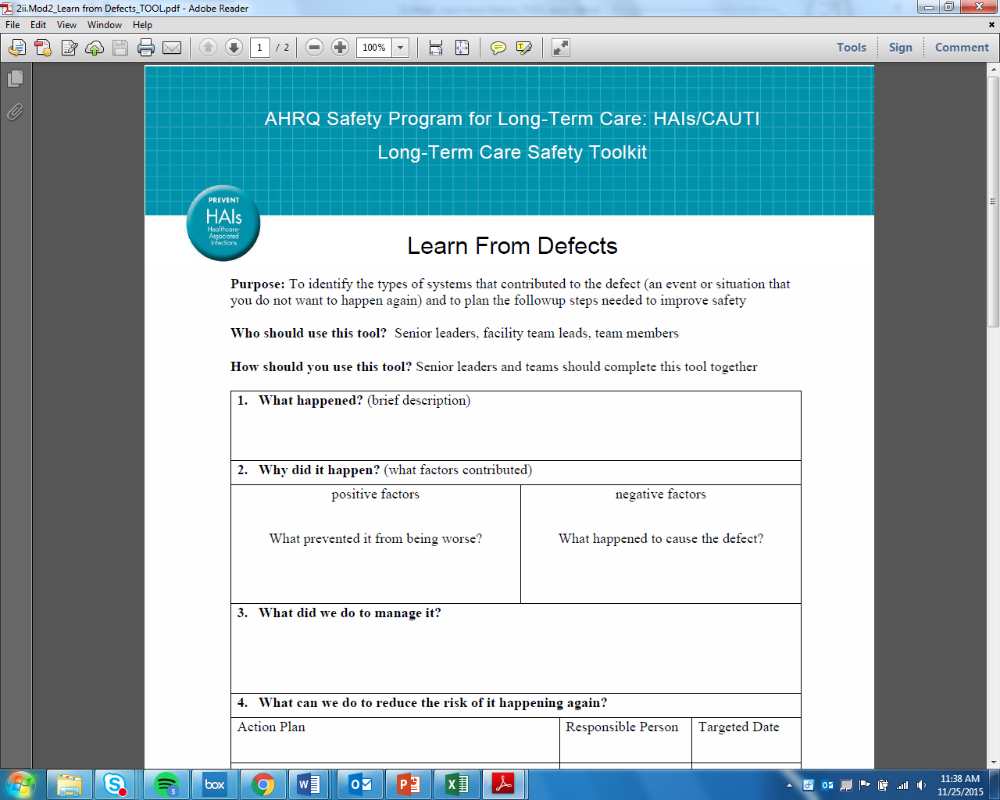 2ii.Mod2_Learn from Defects_TOOL.pdf - Adobe Reader
File Edit View Window Help
1 / 2 100% Tools Sign Comment
AHRQ Safety Program for Long-Term Care: HAIs/CAUTI
Long-Term Care Safety Toolkit
PREVENT
HAIs
Healthcare-
Associated
Infections
Learn From Defects
Purpose: To identify the types of systems that contributed to the defect (an event or situation that
you do not want to happen again) and to plan the followup steps needed to improve safety
Who should use this tool? Senior leaders, facility team leads, team members
How should you use this tool? Senior leaders and teams should complete this tool together
1. What happened? (brief description)
2. Why did it happen? (what factors contributed)
positive factors negative factors
What prevented it from being worse? What happened to cause the defect?
3. What did we do to manage it?
4. What can we do to reduce the risk of it happening again?
Action Plan Responsible Person Targeted Date
5 box
11:38 AM
11/25/2015